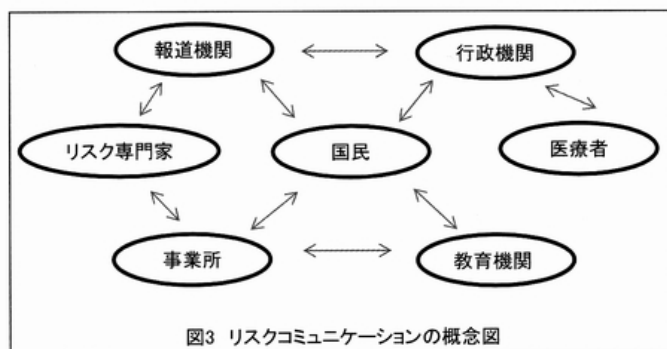 報道機関
行政機関
リスク専門家
国民
医療者
事業所
教育機関
図3 リスクコミュニケーションの概念図